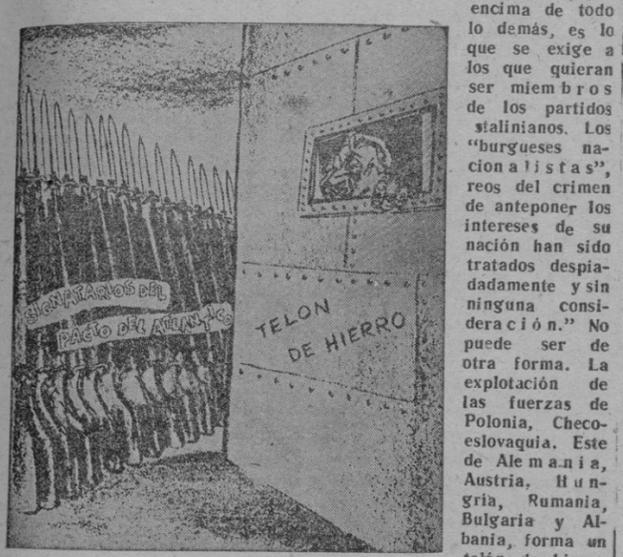 SIGNATARIOS DEL
PACTO DEL ATLANTICO
TELON
DE HIERRO
encima de todo
lo demás, es lo
que se exige a
los que quieran
ser miembros
de los partidos
stalinianos. Los
"burgueses na-
cionalistas",
reos del crimen
de anteponer los
intereses de su
nación han sido
tratados despia-
dadamente y sin
ninguna consi-
deración." No
puede ser de
otra forma. La
explotación de
las fuerzas de
Polonia, Checo-
eslovaquia. Este
de Alemania,
Austria, Hun-
gría, Rumania,
Bulgaria y Al-
bania, forma un